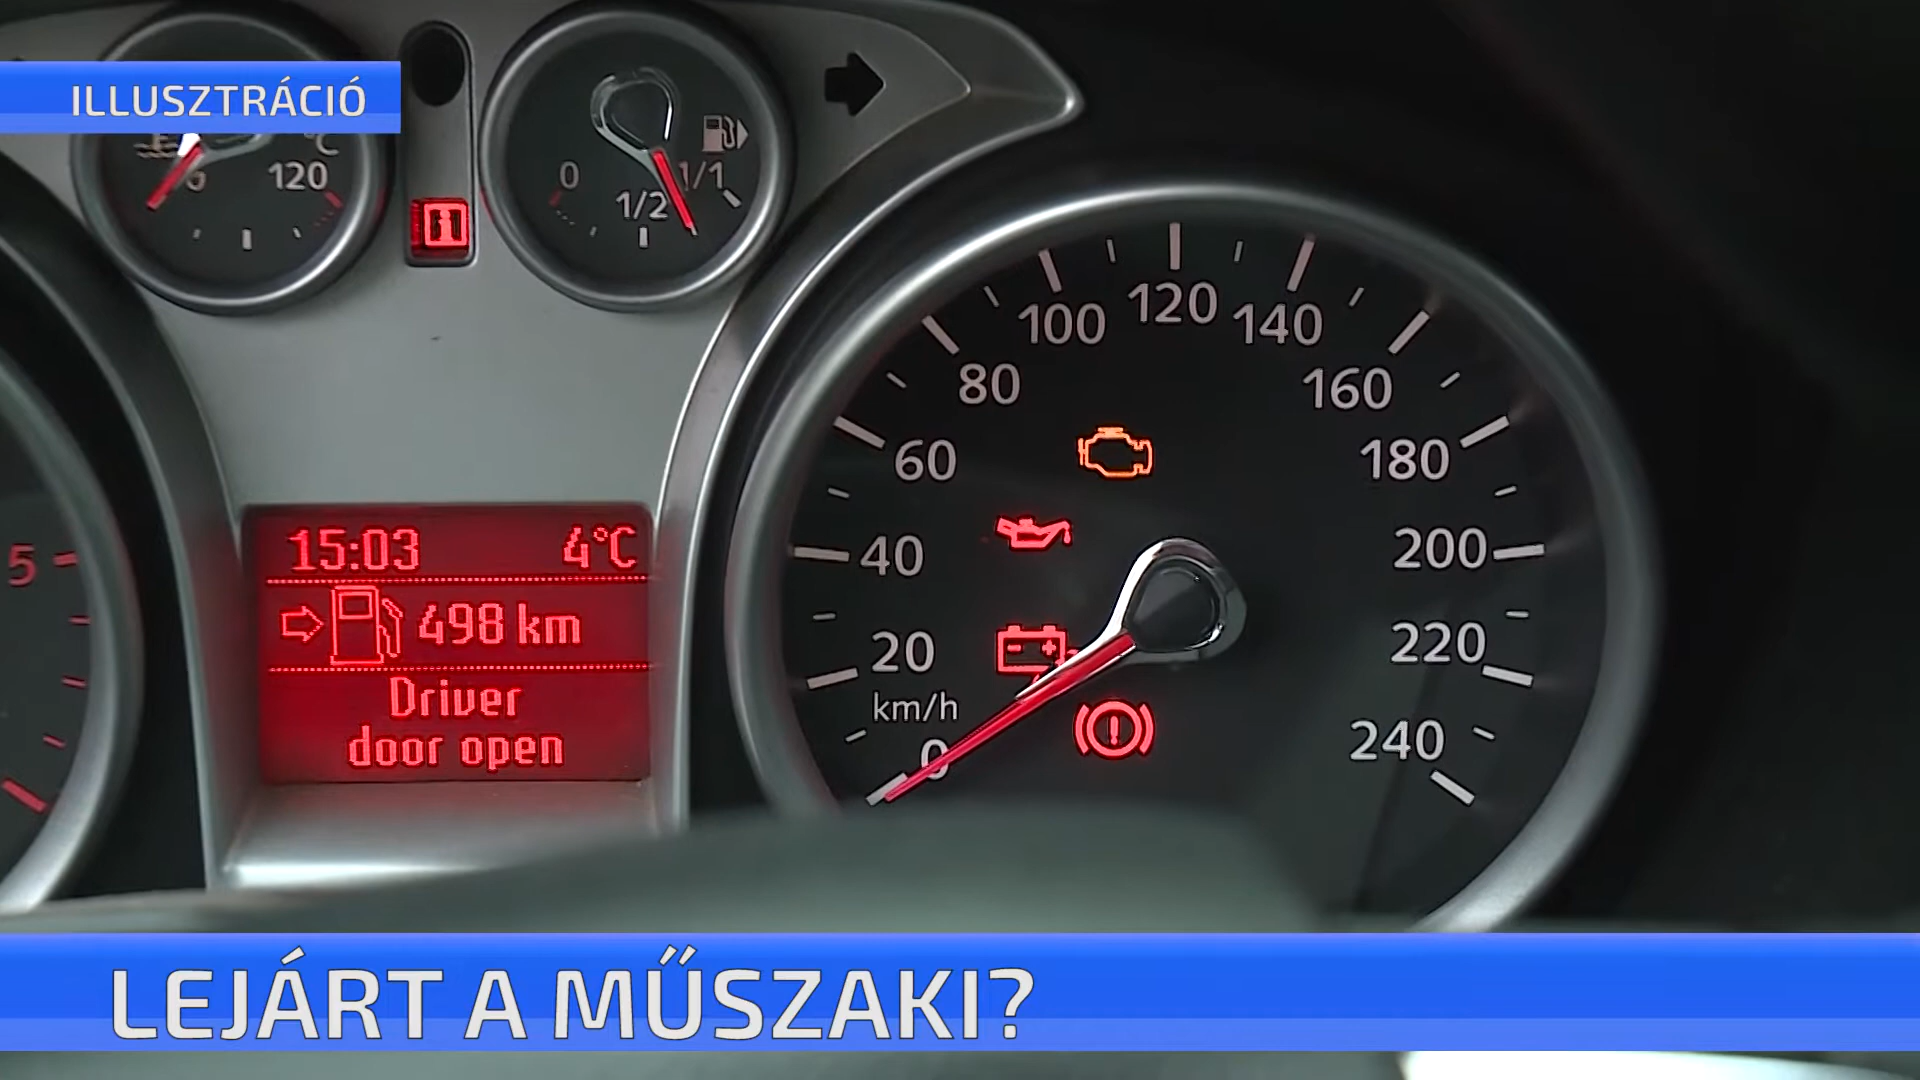 ILLUSZTRÁCIÓ
°C
120
0
1/2
1/1
15:03 4°C
498 km
Driver
door open
5
0
20
40
60
80
100
120
140
160
180
200
220
240
km/h
LEJÁRT A MŰSZAKI?